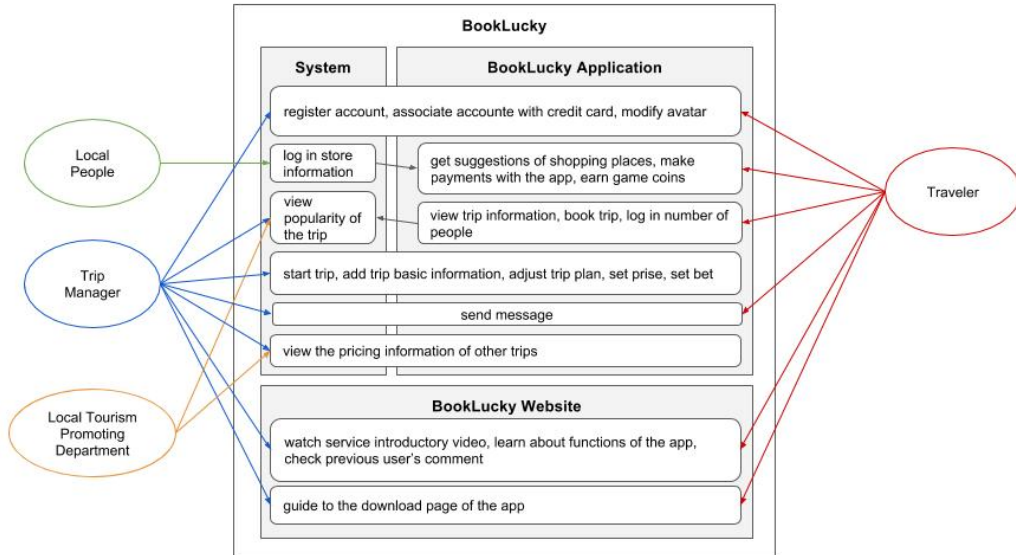 BookLucky
System
BookLucky Application
register account, associate accounte with credit card, modify avatar
Local
People
log in store
information
get suggestions of shopping places, make
payments with the app, earn game coins
Traveler
view
popularity of
the trip
view trip information, book trip, log in number of
people
Trip
Manager
start trip, add trip basic information, adjust trip plan, set prise, set bet
send message
view the pricing information of other trips
Local Tourism
Promoting
Department
BookLucky Website
watch service introductory video, learn about functions of the app,
check previous user's comment
guide to the download page of the app